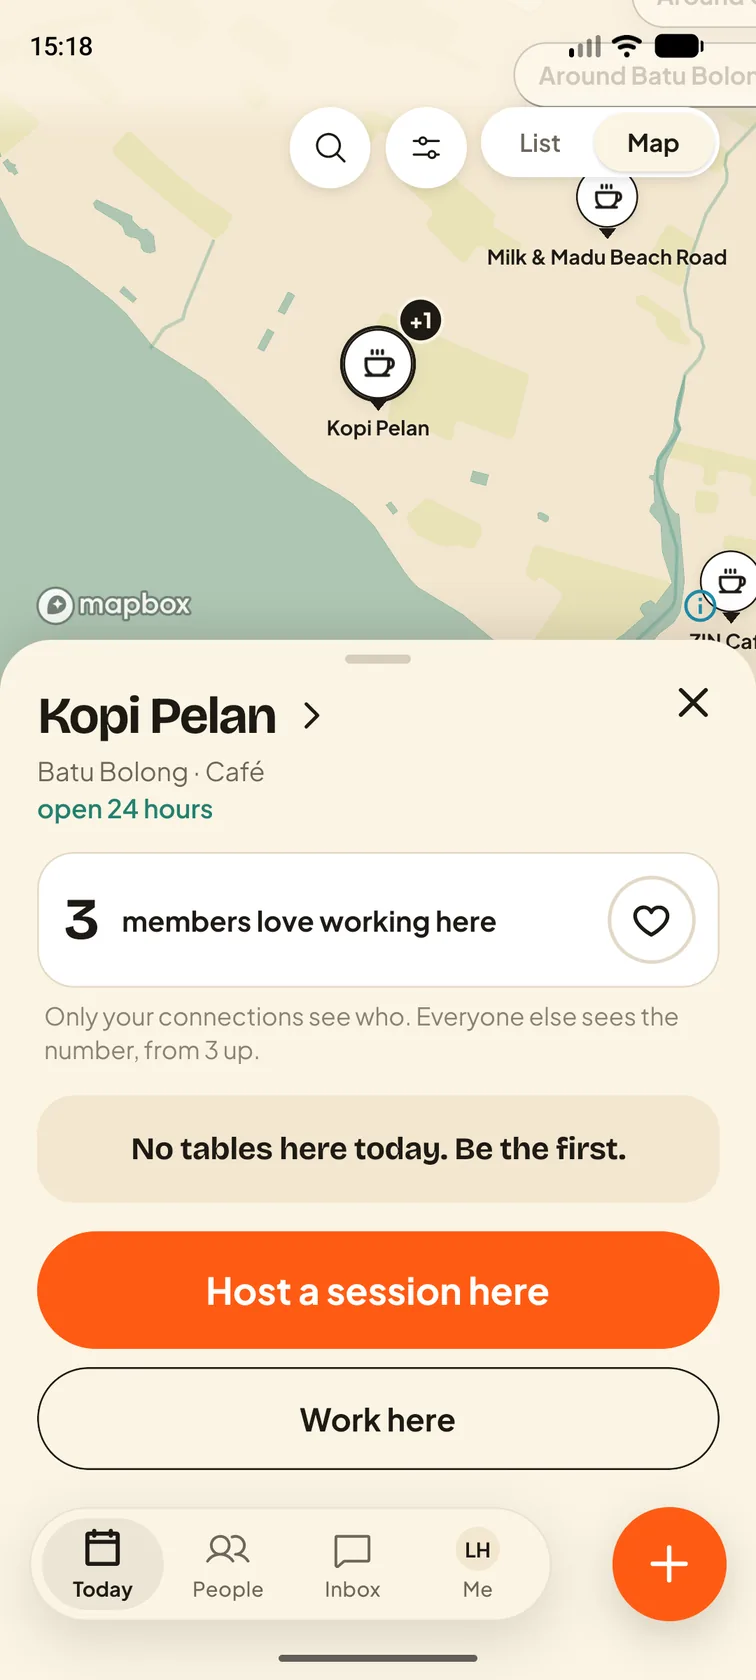 15:18
Around Batu Bolon
List
Map
Milk & Madu Beach Road
+1
Kopi Pelan
mapbox
ZIN Caf
Kopi Pelan
Batu Bolong · Café
open 24 hours
3 members love working here
Only your connections see who. Everyone else sees the
number, from 3 up.
No tables here today. Be the first.
Host a session here
Work here
LH
Today
People
Inbox
Me